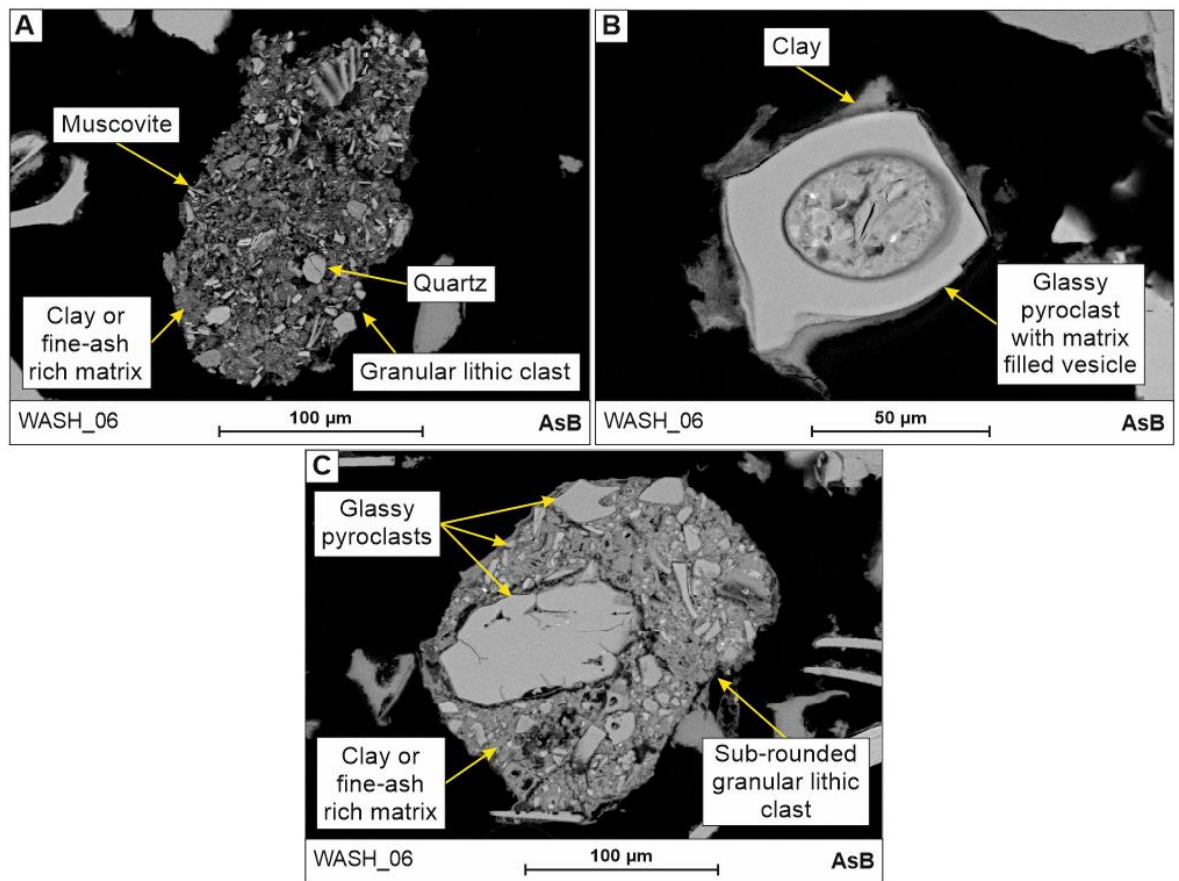 A
Muscovite
Quartz
Clay or
fine-ash
rich matrix
Granular lithic clast
WASH_06
100 µm
AsB
B
Clay
Glassy
pyroclast
with matrix
filled vesicle
WASH_06
50 µm
AsB
C
Glassy
pyroclasts
Clay or
fine-ash
rich matrix
Sub-rounded
granular lithic
clast
WASH_06
100 µm
AsB